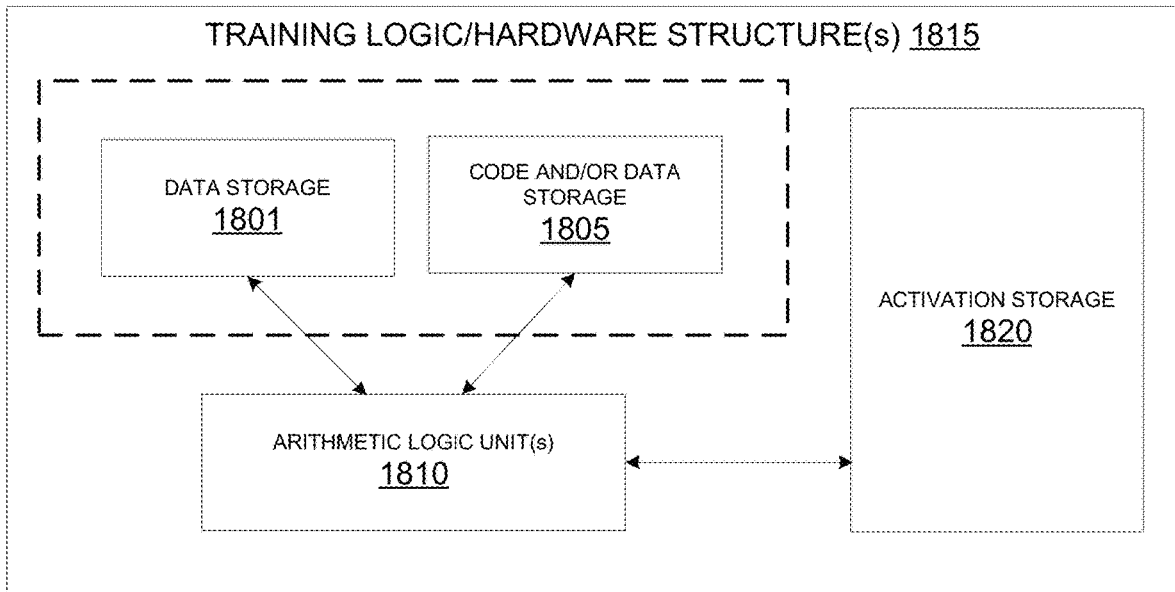 TRAINING LOGIC/HARDWARE STRUCTURE(s) 1815
DATA STORAGE
1801
CODE AND/OR DATA
STORAGE
1805
ACTIVATION STORAGE
1820
ARITHMETIC LOGIC UNIT(s)
1810